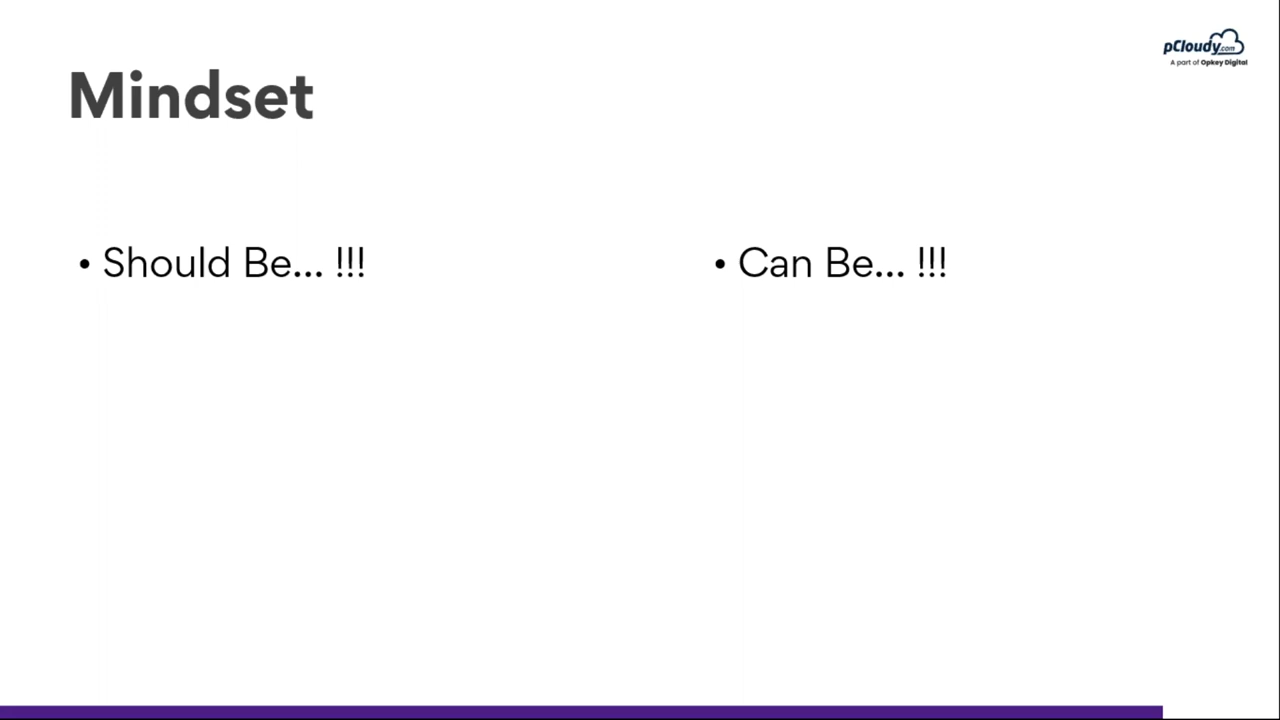 pCloudy.com
A part of Opkey Digital
Mindset
• Should Be... !!!
• Can Be... !!!